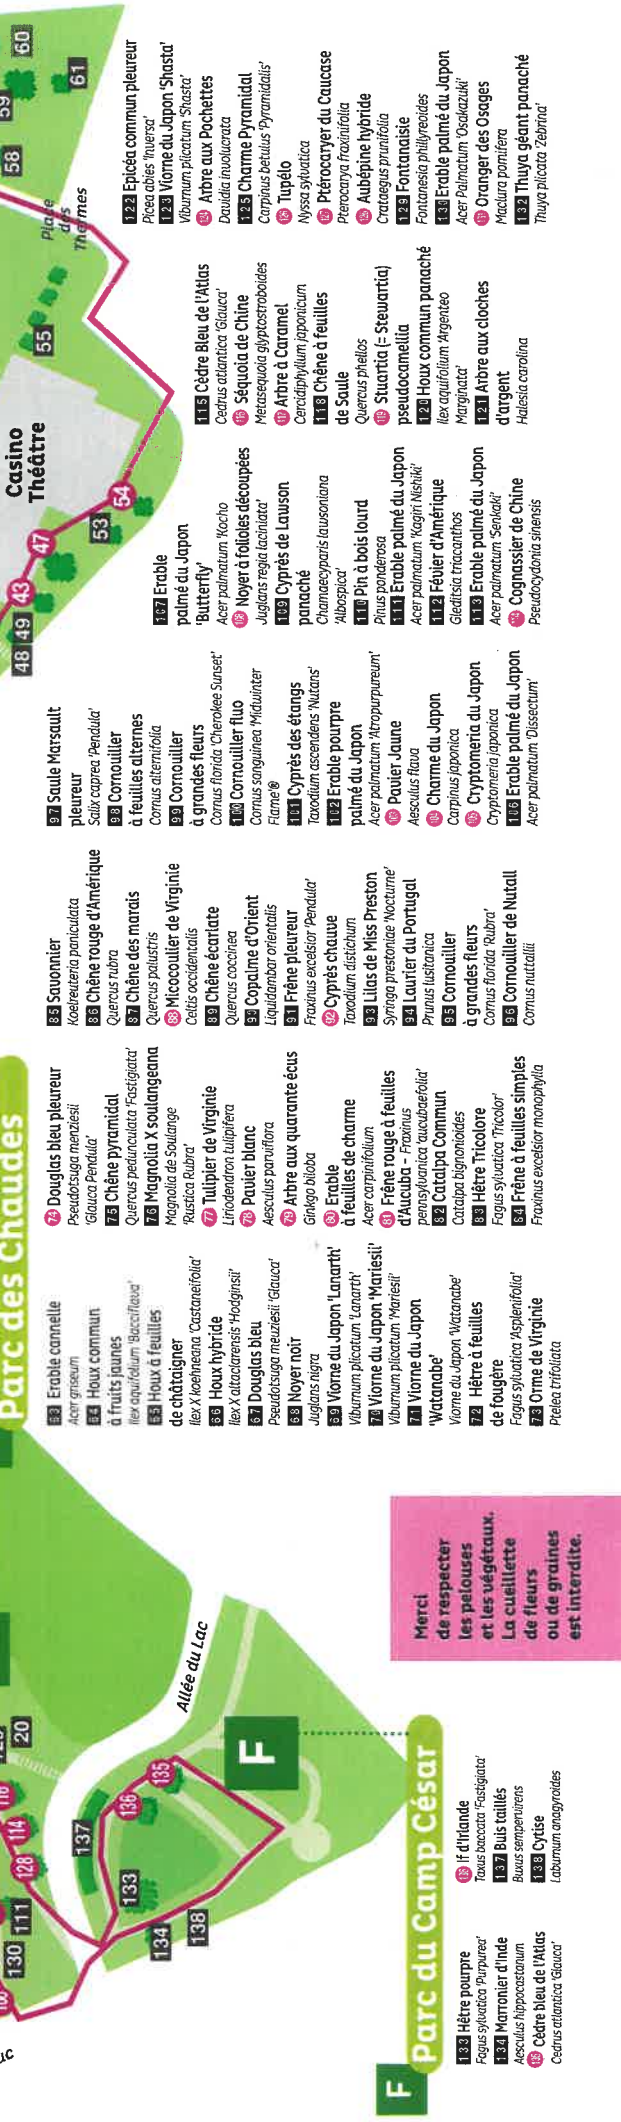 59
60
58
61
Place
des
Thermes
55
Casino
Théâtre
54
53
47
43
48
49
Parc des Chaudes
63 Erable cannelle
Acer griseum
64 Houx commun
à fruits jaunes
Ilex aquifolium 'Bacciflava'
65 Houx à feuilles
de châtaigner
Ilex X koehneana 'Castaneifolia'
66 Houx hybride
Ilex X altaclarensis 'Hodginsii'
67 Douglas bleu
Pseudotsuga meuziesii 'Glauca'
68 Noyer noir
Juglans nigra
69 Viorne du Japon 'Lanarth'
Viburnum plicatum 'Lanarth'
70 Viorne du Japon 'Mariesii'
Viburnum plicatum 'Mariesii'
71 Viorne du Japon
'Watanabe'
Viorne du Japon 'Watanabe'
72 Hêtre à feuilles
de fougère
Fagus sylvatica 'Asplenifolia'
73 Orme de Virginie
Ptelea trifoliata
74 Douglas bleu pleureur
Pseudotsuga menziesii
'Glauca Pendula'
75 Chêne pyramidal
Quercus pedunculata 'Fastigiata'
76 Magnolia X soulangeana
Magnolia de Soulange
'Rustica Rubra'
77 Tulipier de Virginie
Liriodendron tulipifera
78 Pavier blanc
Aesculus parviflora
79 Arbre aux quarante écus
Ginkgo biloba
80 Erable
à feuilles de charme
Acer carpinifolium
81 Frêne rouge à feuilles
d'Aucuba - Fraxinus
pennsylvanica 'aucubaefolia'
82 Catalpa Commun
Catalpa bignonioides
83 Hêtre Tricolore
Fagus sylvatica 'Tricolor'
84 Frêne à feuilles simples
Fraxinus excelsior monophylla
85 Savonnier
Koelreuteria paniculata
86 Chêne rouge d'Amérique
Quercus rubra
87 Chêne des marais
Quercus palustris
88 Micocoulier de Virginie
Celtis occidentalis
89 Chêne écarlate
Quercus coccinea
90 Copalme d'Orient
Liquidambar orientalis
91 Frêne pleureur
Fraxinus excelsior 'Pendula'
92 Cyprès chauve
Taxodium distichum
93 Lilas de Miss Preston
Syringa prestoniae 'Nocturne'
94 Laurier du Portugal
Prunus lusitanica
95 Cornouiller
à grandes fleurs
Cornus florida 'Rubra'
96 Cornouiller de Nutall
Cornus nuttallii
97 Saule Marsault
pleureur
Salix caprea 'Pendula'
98 Cornouiller
à feuilles alternes
Cornus alternifolia
99 Cornouiller
à grandes fleurs
Cornus florida 'Cherokee Sunset'
100 Cornouiller fluo
Cornus sanguinea 'Midwinter
Flame'®
101 Cyprès des étangs
Taxodium ascendens 'Nutans'
102 Erable pourpre
palmé du Japon
Acer palmatum 'Atropurpureum'
103 Pavier Jaune
Aesculus flava
104 Charme du Japon
Carpinus japonica
105 Cryptomeria du Japon
Cryptomeria japonica
106 Erable palmé du Japon
Acer palmatum 'Dissectum'
107 Erable
palmé du Japon
'Butterfly'
Acer palmatum 'Kocho
108 Noyer à folioles découpées
Juglans regia laciniata'
109 Cyprès de Lawson
panaché
Chamaecyparis lawsoniana
'Albospica'
110 Pin à bois lourd
Pinus ponderosa
111 Erable palmé du Japon
Acer palmatum 'Kagiri Nishiki'
112 Févier d'Amérique
Gleditsia triacanthos
113 Erable palmé du Japon
Acer palmatum 'Senkaki'
114 Cognassier de Chine
Pseudocydonia sinensis
115 Cèdre Bleu de l'Atlas
Cedrus atlantica 'Glauca'
116 Séquoia de Chine
Metasequoia glyptostroboides
117 Arbre à Caramel
Cercidiphyllum japonicum
118 Chêne à feuilles
de Saule
Quercus phellos
119 Stuartia (= Stewartia)
pseudocamellia
120 Houx commun panaché
Ilex aquifolium 'Argenteo
Marginata'
121 Arbre aux cloches
d'argent
Halesia carolina
122 Epicéa commun pleureur
Picea abies 'Inversa'
123 Viorne du Japon 'Shasta'
Viburnum plicatum 'Shasta'
124 Arbre aux Pochettes
Davidia involucrata
125 Charme Pyramidal
Carpinus betulus 'Pyramidalis'
126 Tupélo
Nyssa sylvatica
127 Ptérocaryer du Caucase
Pterocarya fraxinifolia
128 Aubépine hybride
Crataegus prunifolia
129 Fontanaisie
Fontanesia phillyreoides
130 Erable palmé du Japon
Acer Palmatum 'Osakazuki'
131 Oranger des Osages
Maclura pomifera
132 Thuya géant panaché
Thuya plicata 'Zebrina'
Merci
de respecter
les pelouses
et les végétaux.
La cueillette
de fleurs
ou de graines
est interdite.
Allée du Lac
20
116
114
128
111
130
135
136
137
133
134
138
F
F
Parc du Camp César
133 Hêtre pourpre
Fagus sylvatica 'Purpurea'
134 Marronier d'Inde
Aesculus hippocastanum
135 Cèdre bleu de l'Atlas
Cedrus atlantica 'Glauca'
136 If d'Irlande
Taxus baccata 'Fastigiata'
137 Buis taillés
Buxus sempervirens
138 Cytise
Laburnum anagyroides